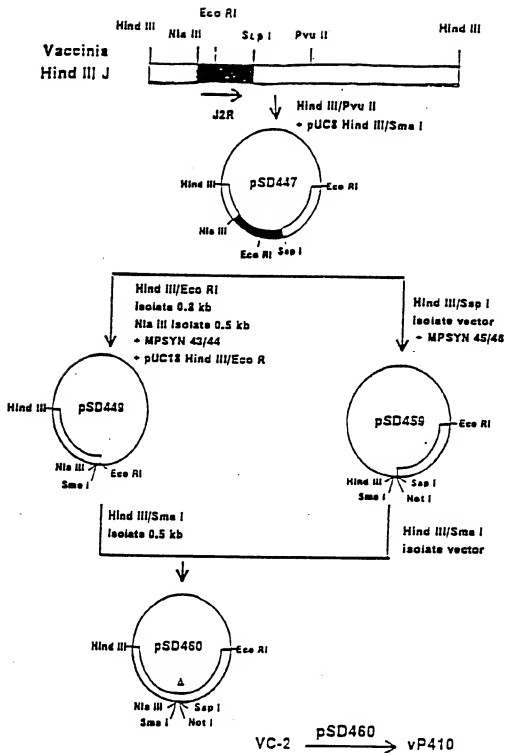 Eco RI
Hind III Nla III Ssp I Pvu II Hind III
Vaccinia
Hind III J
J2R
Hind III/Pvu II
+ pUC8 Hind III/Sma I
pSD447
Hind III
Eco RI
Nla III
Eco RI
Ssp I
Hind III/Eco RI
Isolate 0.8 kb
Nla III Isolate 0.5 kb
+ MPSYN 43/44
+ pUC18 Hind III/Eco R
Hind III/Ssp I
Isolate vector
+ MPSYN 45/46
pSD449
Hind III
Nla III
Eco RI
Sma I
pSD459
Eco RI
Hind III
Ssp I
Sma I
Not I
Hind III/Sma I
Isolate 0.5 kb
Hind III/Sma I
isolate vector
pSD460
Hind III
Eco RI
Δ
Nla III
Ssp I
Sma I
Not I
VC-2 pSD460 vP410